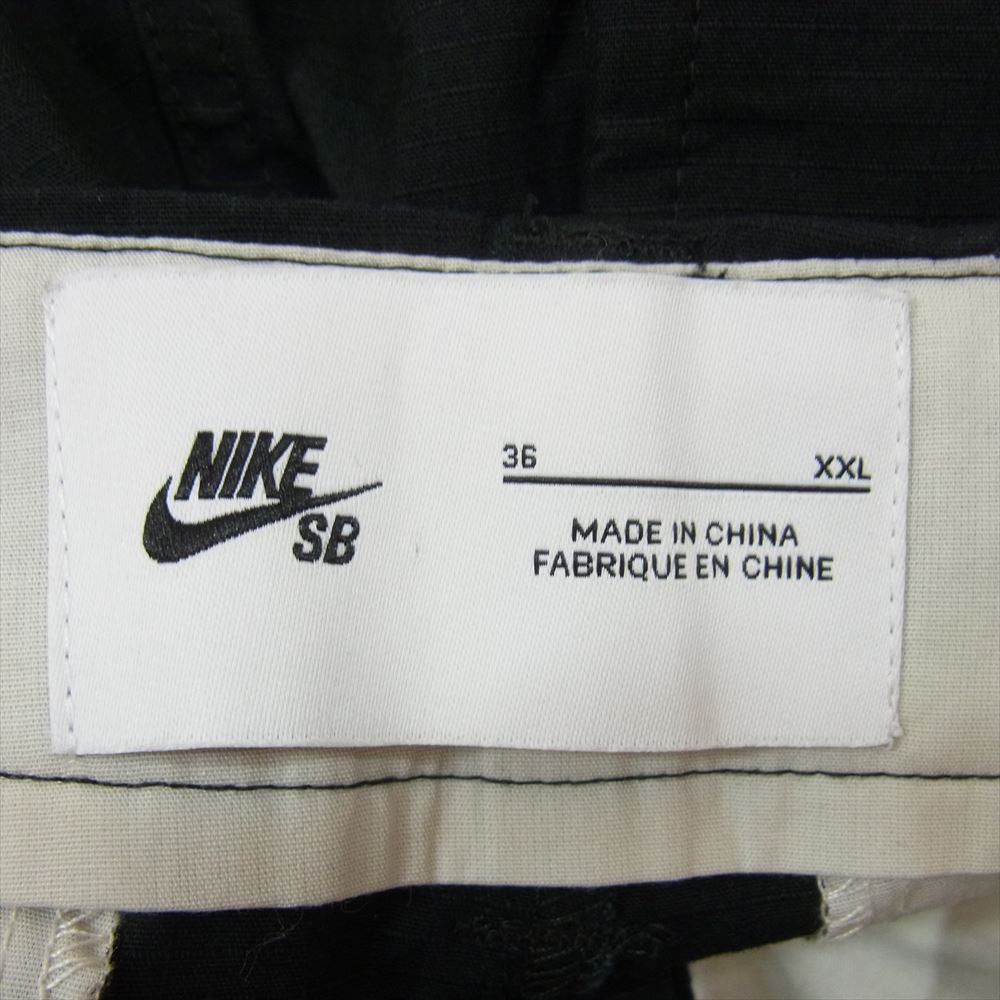 NIKE
SB
36 XXL
MADE IN CHINA
FABRIQUE EN CHINE